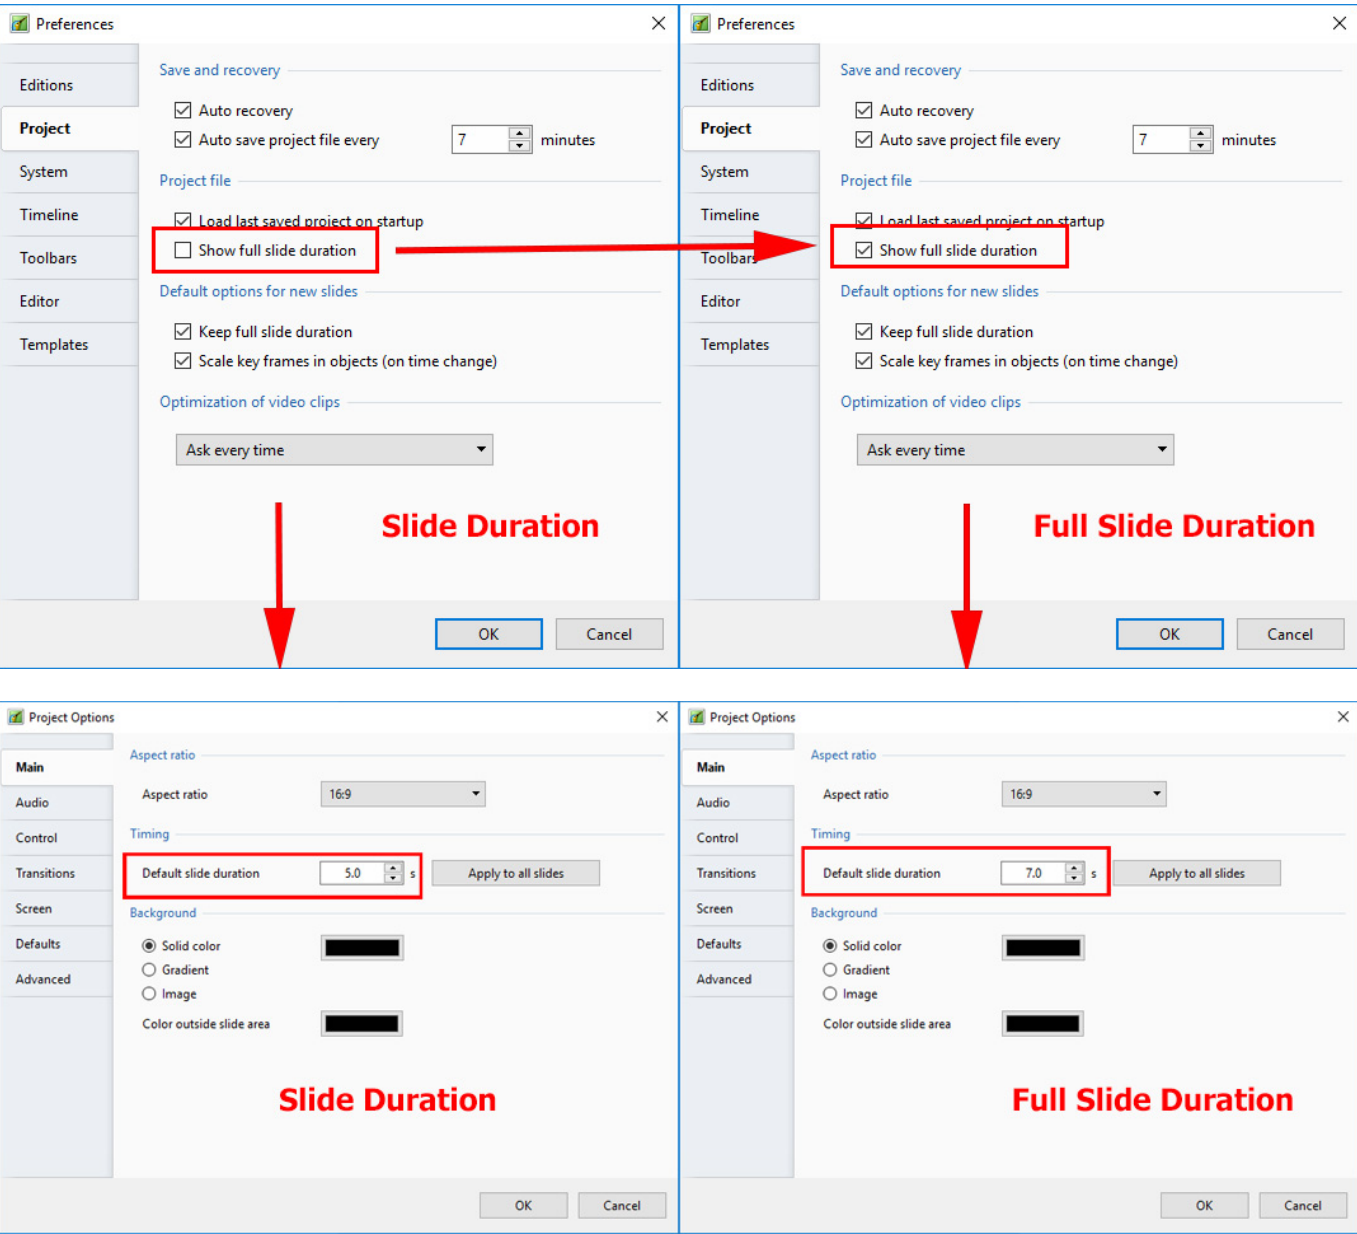 Preferences
Editions
Project
System
Timeline
Toolbars
Editor
Templates
Save and recovery
Auto recovery
Auto save project file every 7 minutes
Project file
Load last saved project on startup
Show full slide duration
Default options for new slides
Keep full slide duration
Scale key frames in objects (on time change)
Optimization of video clips
Ask every time
Slide Duration
OK Cancel
Preferences
Editions
Project
System
Timeline
Toolbars
Editor
Templates
Save and recovery
Auto recovery
Auto save project file every 7 minutes
Project file
Load last saved project on startup
Show full slide duration
Default options for new slides
Keep full slide duration
Scale key frames in objects (on time change)
Optimization of video clips
Ask every time
Full Slide Duration
OK Cancel
Project Options
Main
Audio
Control
Transitions
Screen
Defaults
Advanced
Aspect ratio
Aspect ratio 16:9
Timing
Default slide duration 5.0 s Apply to all slides
Background
Solid color
Gradient
Image
Color outside slide area
Slide Duration
OK Cancel
Project Options
Main
Audio
Control
Transitions
Screen
Defaults
Advanced
Aspect ratio
Aspect ratio 16:9
Timing
Default slide duration 7.0 s Apply to all slides
Background
Solid color
Gradient
Image
Color outside slide area
Full Slide Duration
OK Cancel